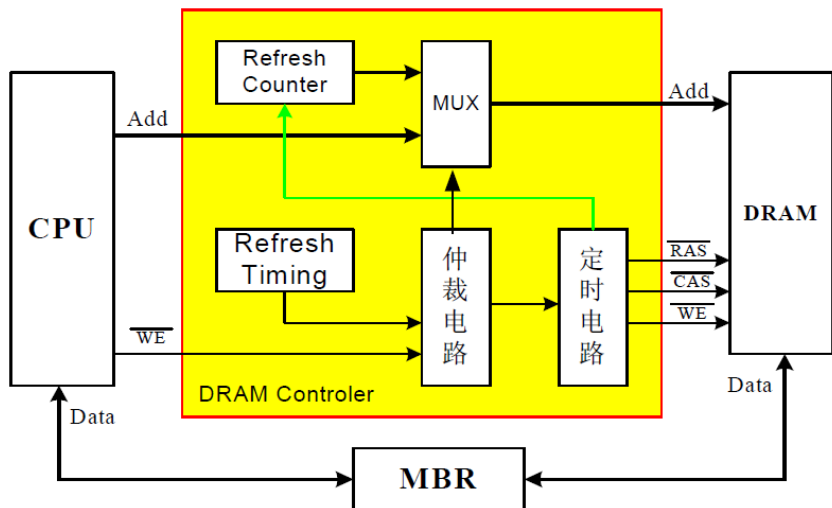 Refresh
Counter
MUX
Add
Add
CPU
DRAM
Refresh
Timing
仲裁电路
定时电路
RAS
CAS
WE
WE
DRAM Controler
Data
Data
MBR